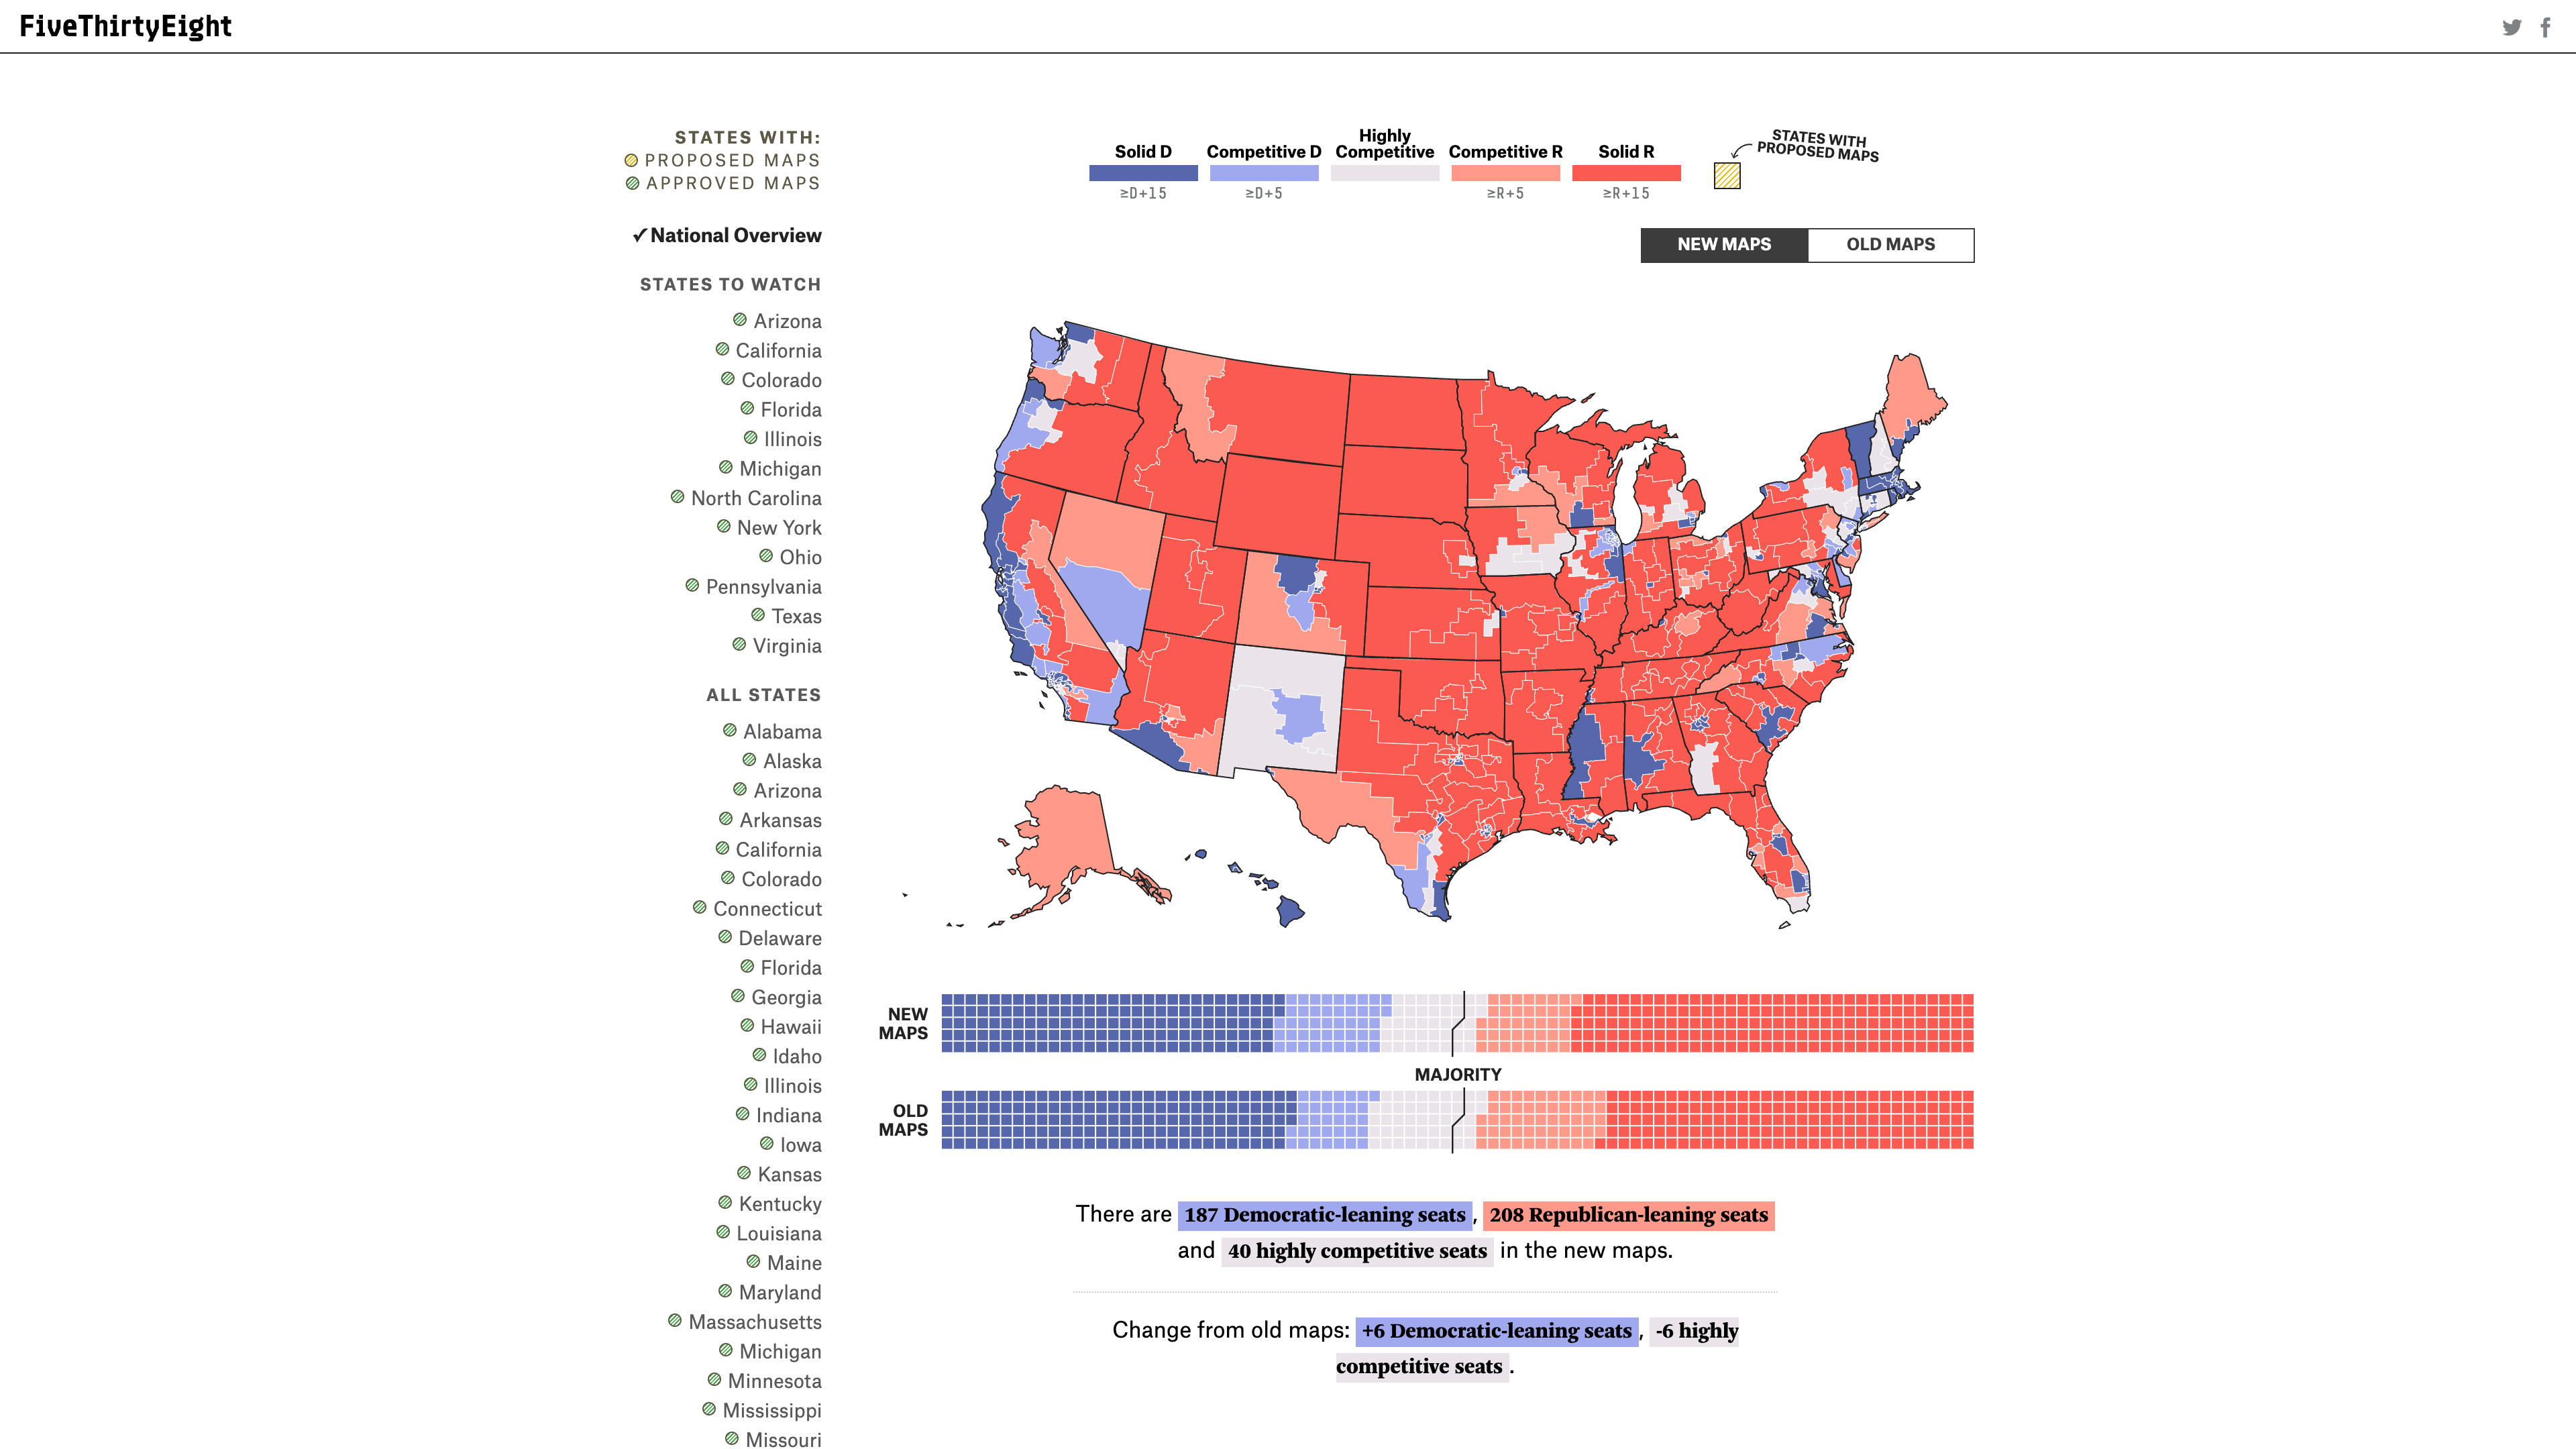 FiveThirtyEight
STATES WITH:
PROPOSED MAPS
APPROVED MAPS
✓National Overview
STATES TO WATCH
Arizona
California
Colorado
Florida
Illinois
Michigan
North Carolina
New York
Ohio
Pennsylvania
Texas
Virginia
ALL STATES
Alabama
Alaska
Arizona
Arkansas
California
Colorado
Connecticut
Delaware
Florida
Georgia
Hawaii
Idaho
Illinois
Indiana
Iowa
Kansas
Kentucky
Louisiana
Maine
Maryland
Massachusetts
Michigan
Minnesota
Mississippi
Missouri
Solid D
≥D+15
Competitive D
≥D+5
Highly
Competitive
Competitive R
≥R+5
Solid R
≥R+15
STATES WITH
PROPOSED MAPS
NEW MAPS
OLD MAPS
NEW
MAPS
MAJORITY
OLD
MAPS
There are 187 Democratic-leaning seats, 208 Republican-leaning seats
and 40 highly competitive seats in the new maps.
Change from old maps: +6 Democratic-leaning seats, -6 highly
competitive seats.